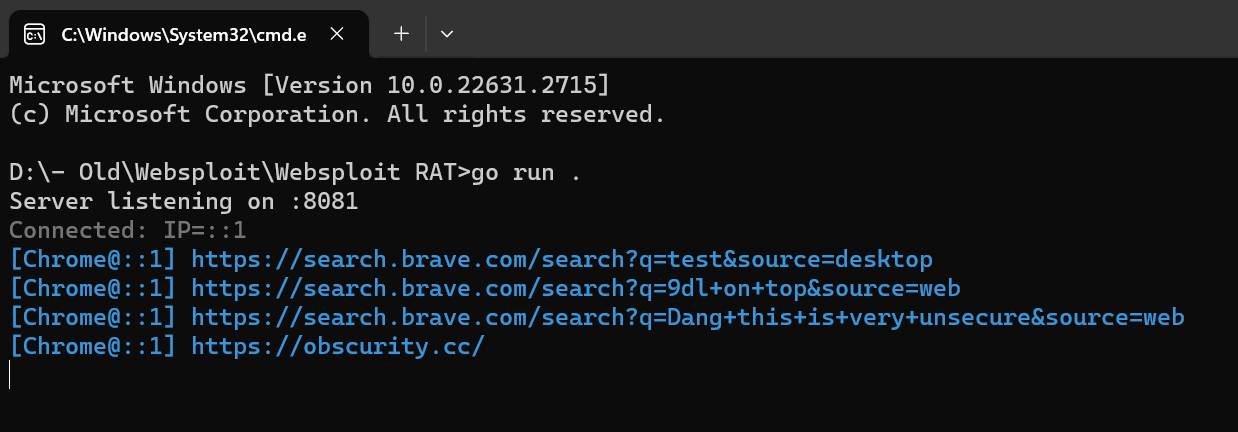 C:\Windows\System32\cmd.e
Microsoft Windows [Version 10.0.22631.2715]
(c) Microsoft Corporation. All rights reserved.
D:\- Old\Websploit\Websploit RAT>go run .
Server listening on :8081
Connected: IP=::1
[Chrome@::1] https://search.brave.com/search?q=test&source=desktop
[Chrome@::1] https://search.brave.com/search?q=9dl+on+top&source=web
[Chrome@::1] https://search.brave.com/search?q=Dang+this+is+very+unsecure&source=web
[Chrome@::1] https://obscurity.cc/